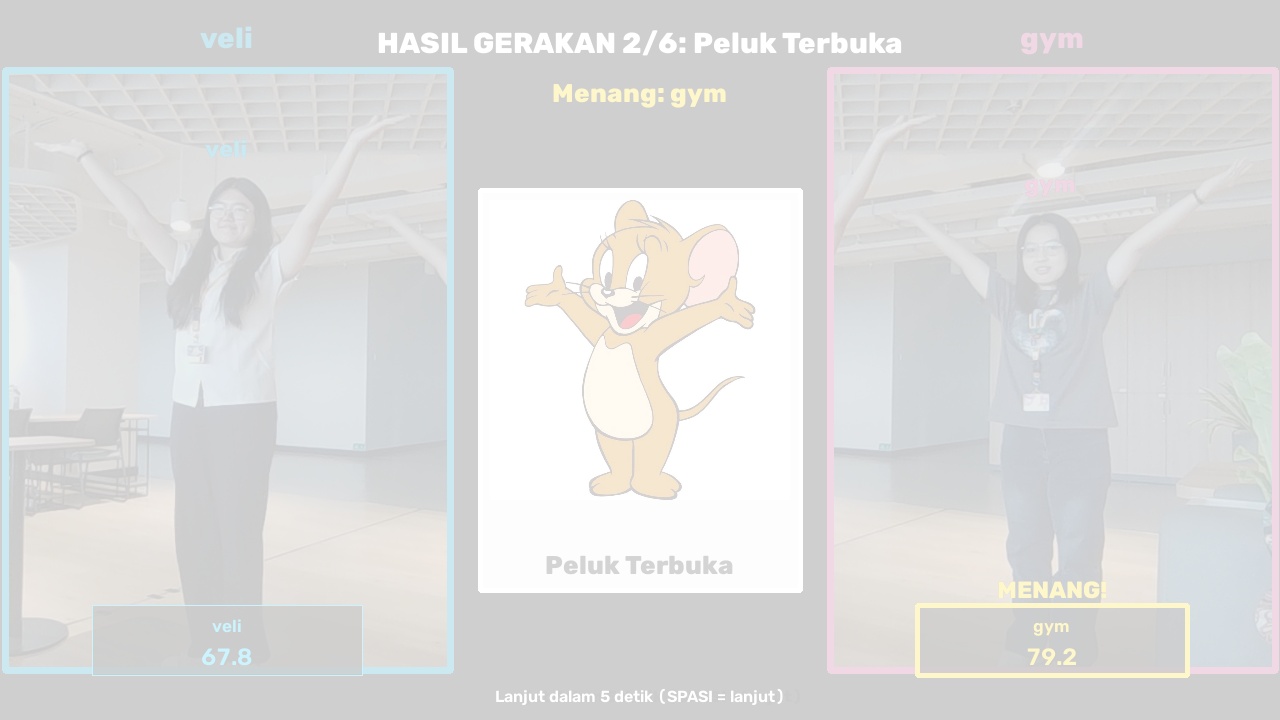 veli
HASIL GERAKAN 2/6: Peluk Terbuka
gym
Menang: gym
veli
gym
Peluk Terbuka
MENANG!
veli
67.8
gym
79.2
Lanjut dalam 5 detik (SPASI = lanjut)